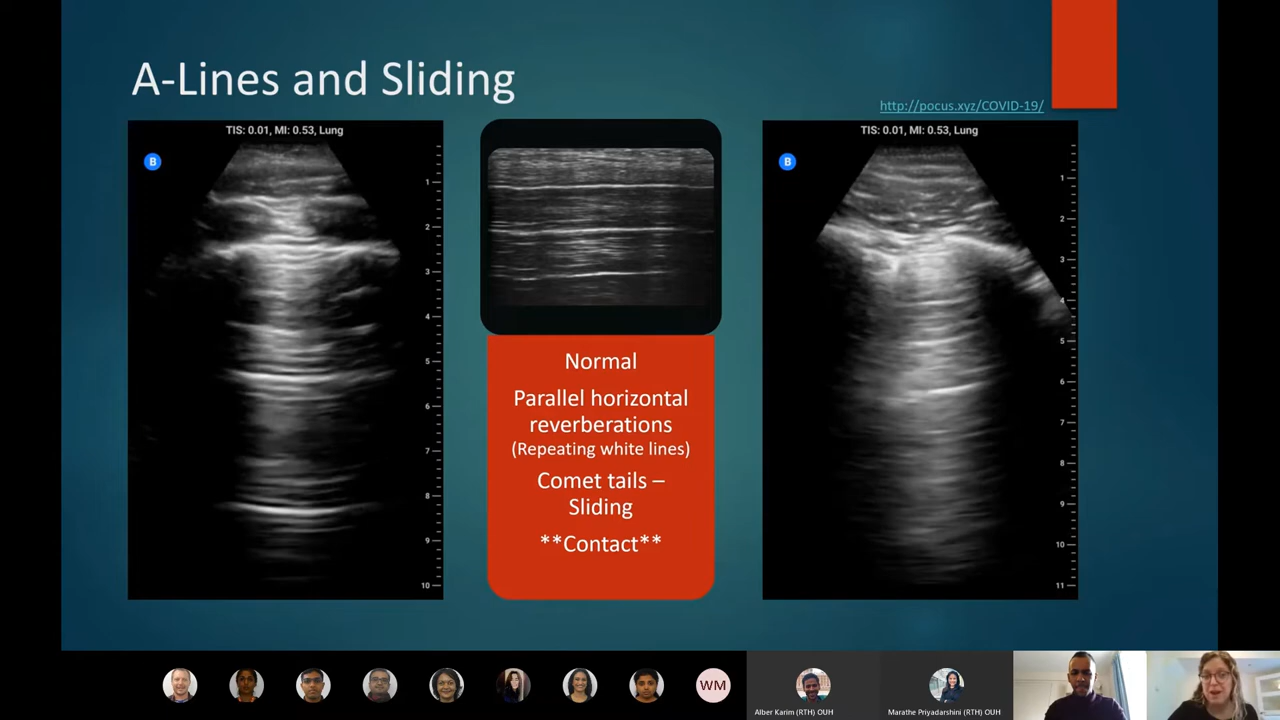 A-Lines and Sliding
http://pocus.xyz/COVID-19/
TIS: 0.01, MI: 0.53, Lung
B
1
2
3
4
5
6
7
8
9
10
Normal
Parallel horizontal
reverberations
(Repeating white lines)
Comet tails –
Sliding
**Contact**
TIS: 0.01, MI: 0.53, Lung
B
1
2
3
4
5
6
7
8
9
10
11
WM
Alber Karim (RTH) OUH
Marathe Priyadarshini (RTH) OUH